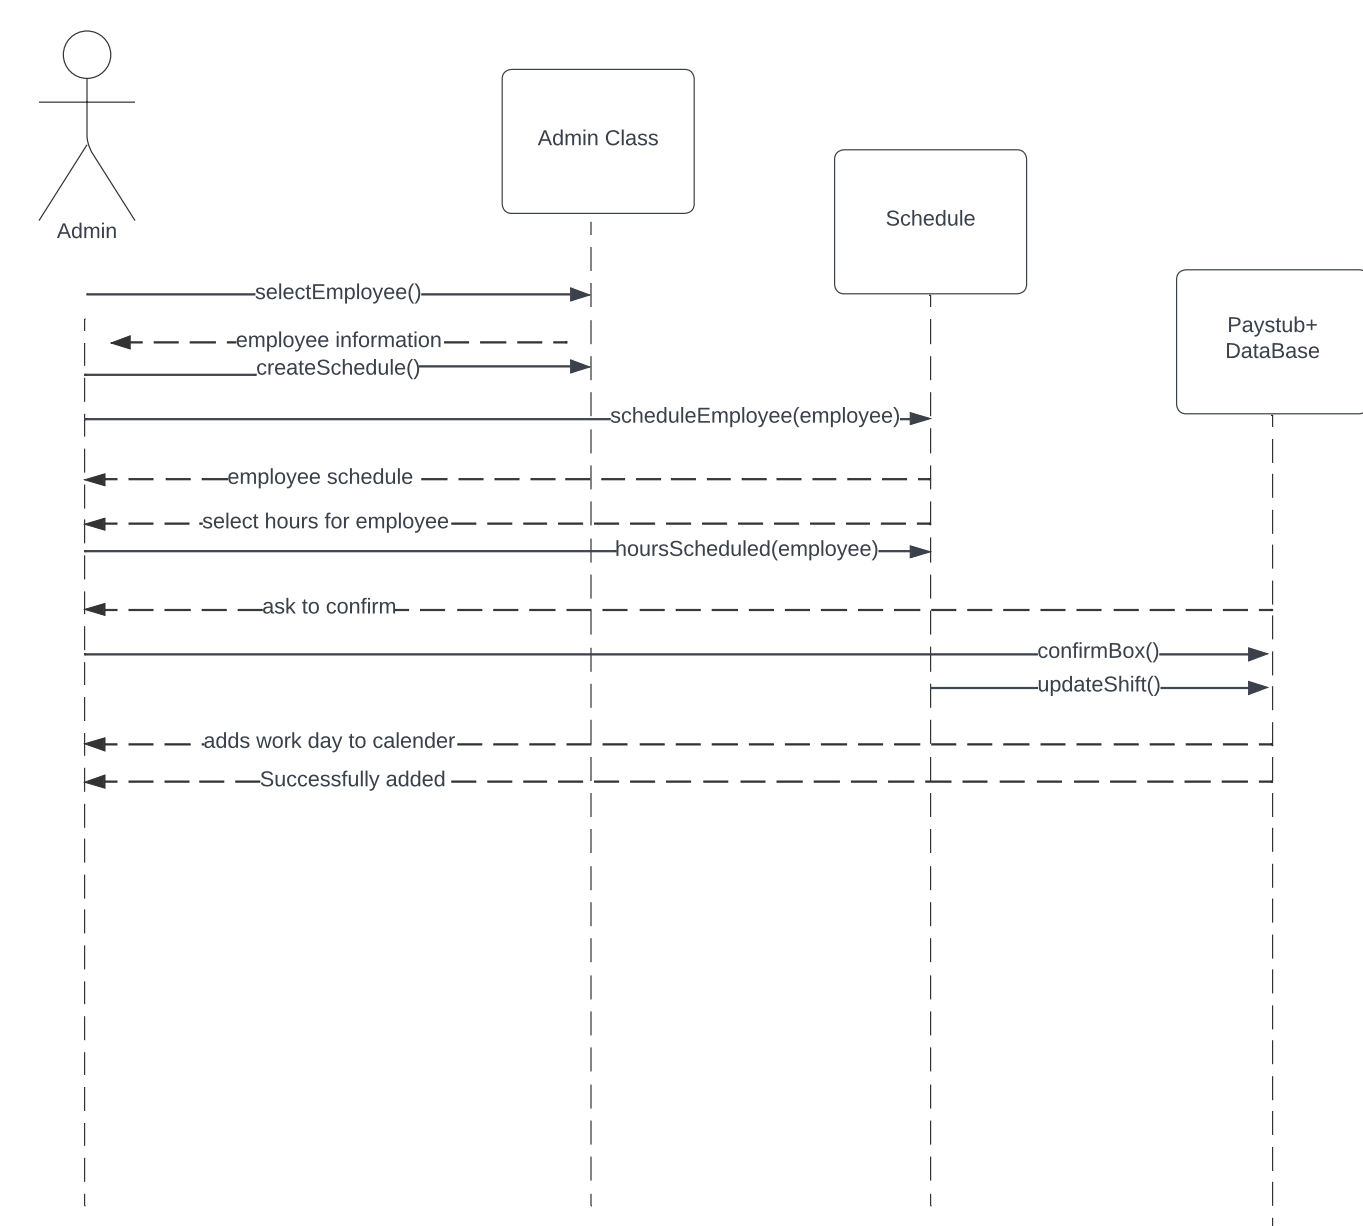 Admin Class
Schedule
Admin
selectEmployee()
Paystub+
DataBase
employee information
createSchedule()
scheduleEmployee(employee)
employee schedule
select hours for employee
hoursScheduled(employee)
ask to confirm
confirmBox()
updateShift()
adds work day to calender
Successfully added